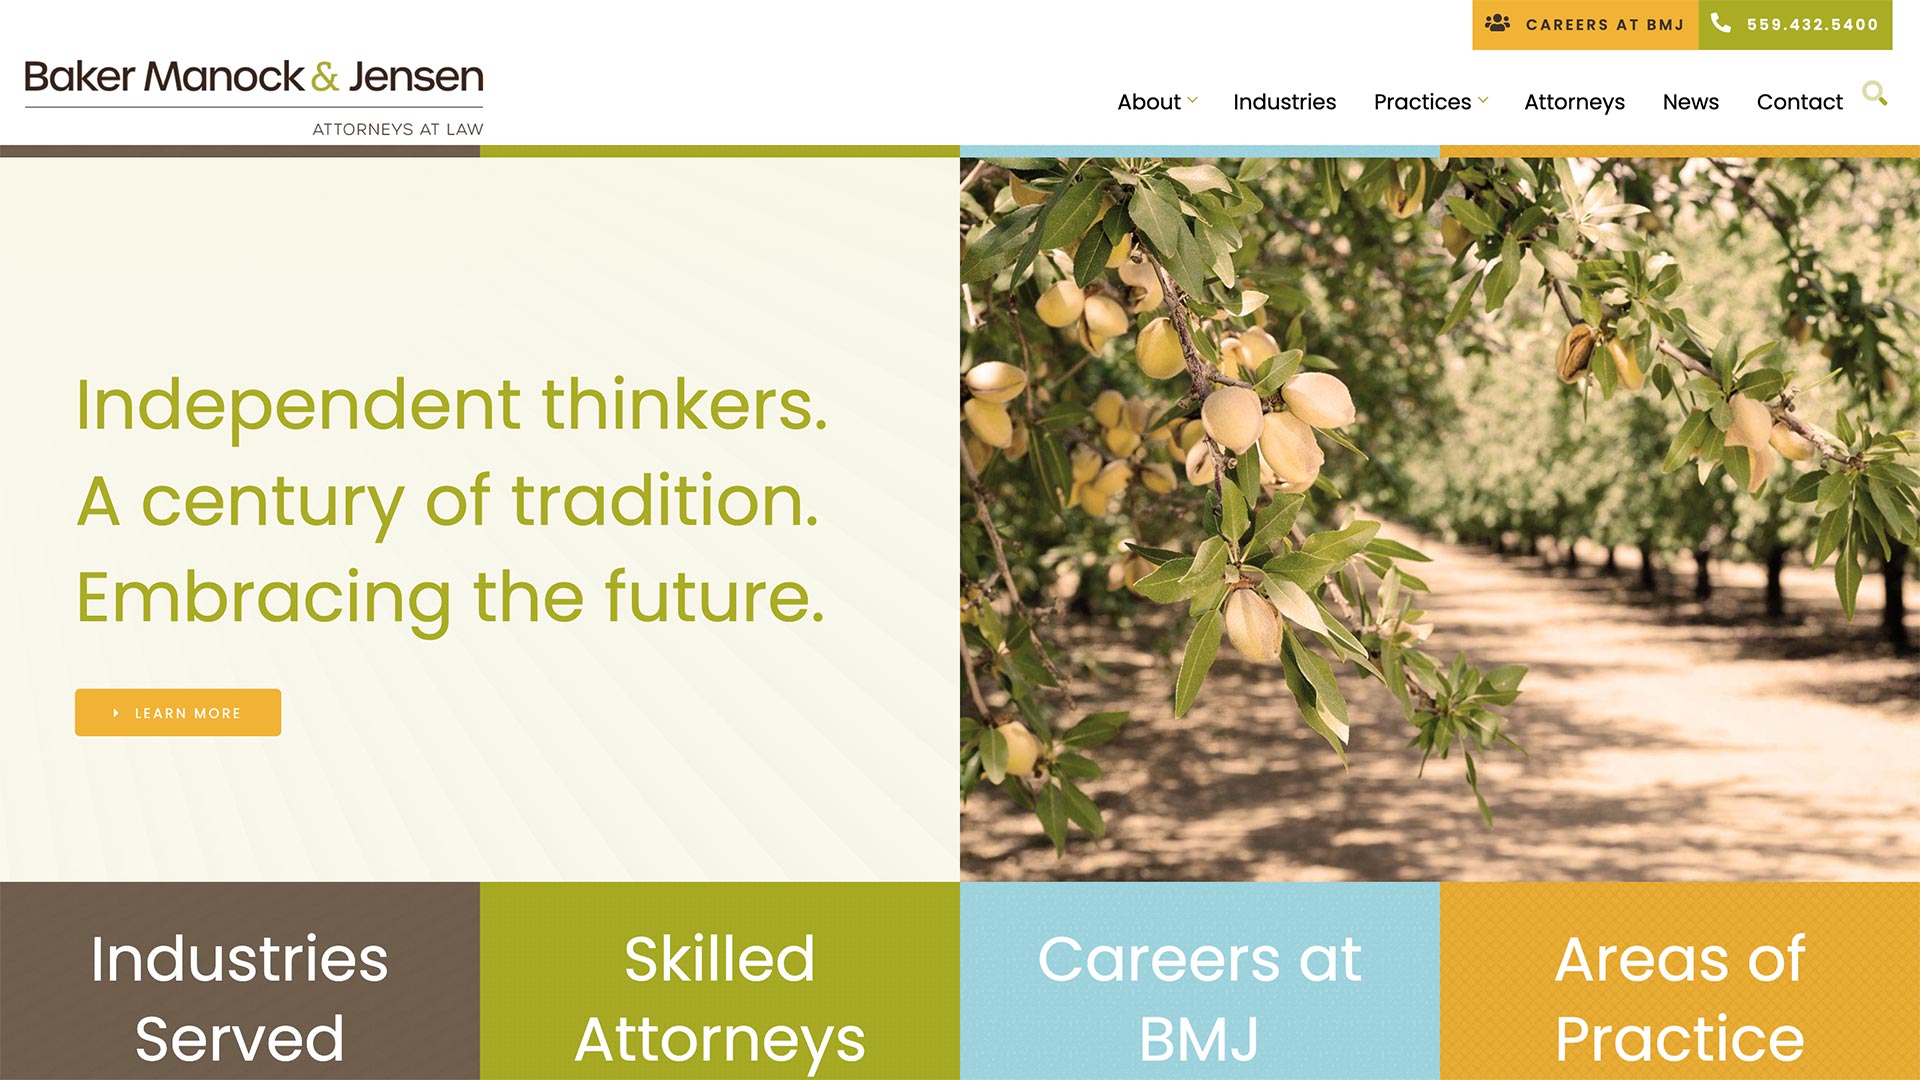 CAREERS AT BMJ
559.432.5400
Baker Manock & Jensen
ATTORNEYS AT LAW
About
Industries
Practices
Attorneys
News
Contact
Independent thinkers.
A century of tradition.
Embracing the future.
LEARN MORE
Industries
Served
Skilled
Attorneys
Careers at
BMJ
Areas of
Practice